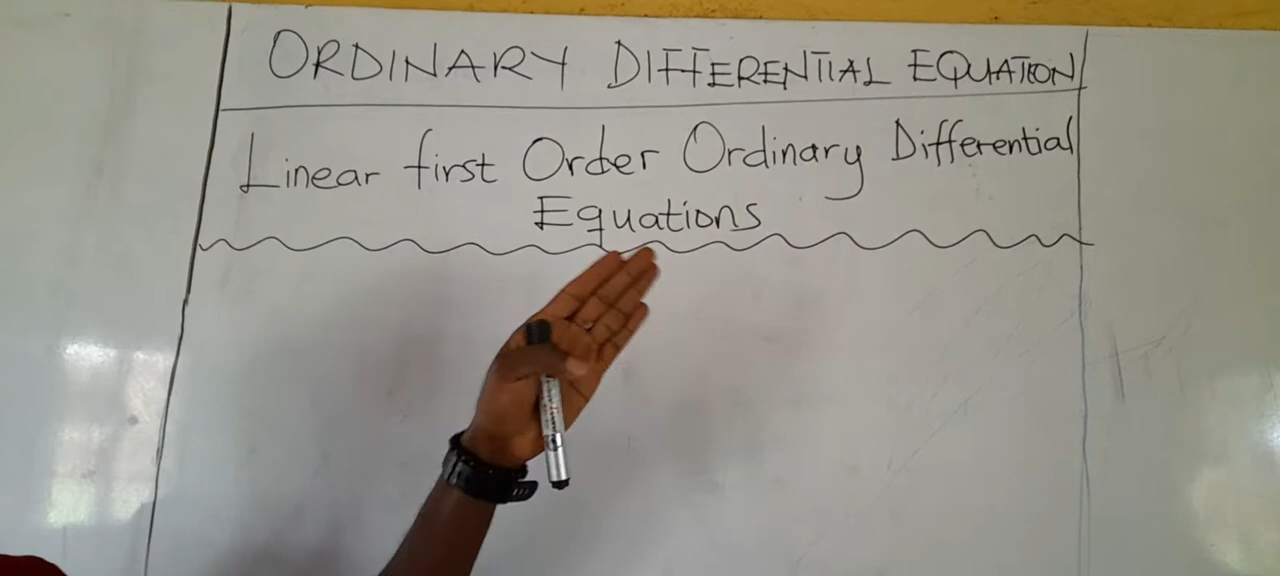 ORDINARY DIFFERENTIAL EQUATION
Linear first Order Ordinary Differential
Equations